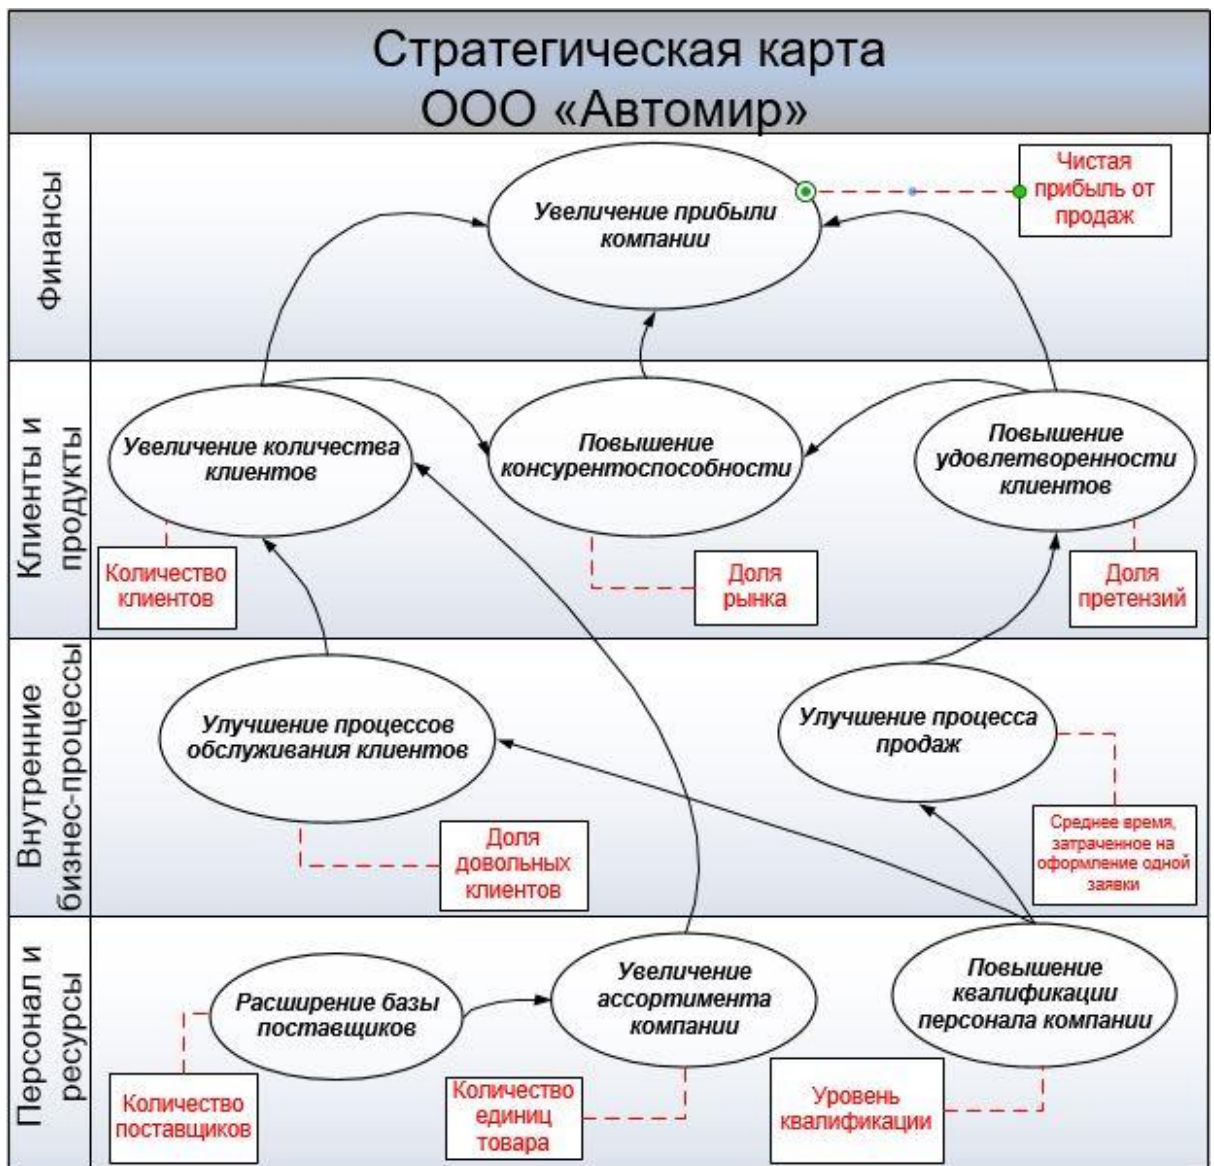 Стратегическая карта
ООО «Автомир»
Финансы
Увеличение прибыли
компании
Чистая
прибыль от
продаж
Клиенты и
продукты
Увеличение количества
клиентов
Повышение
консурентоспособности
Повышение
удовлетворенности
клиентов
Количество
клиентов
Доля
рынка
Доля
претензий
Внутренние
бизнес-процессы
Улучшение процессов
обслуживания клиентов
Улучшение процесса
продаж
Доля
довольных
клиентов
Среднее время,
затраченное на
оформление одной
заявки
Персонал и
ресурсы
Расширение базы
поставщиков
Увеличение
ассортимента
компании
Повышение
квалификации
персонала компании
Количество
поставщиков
Количество
единиц
товара
Уровень
квалификации